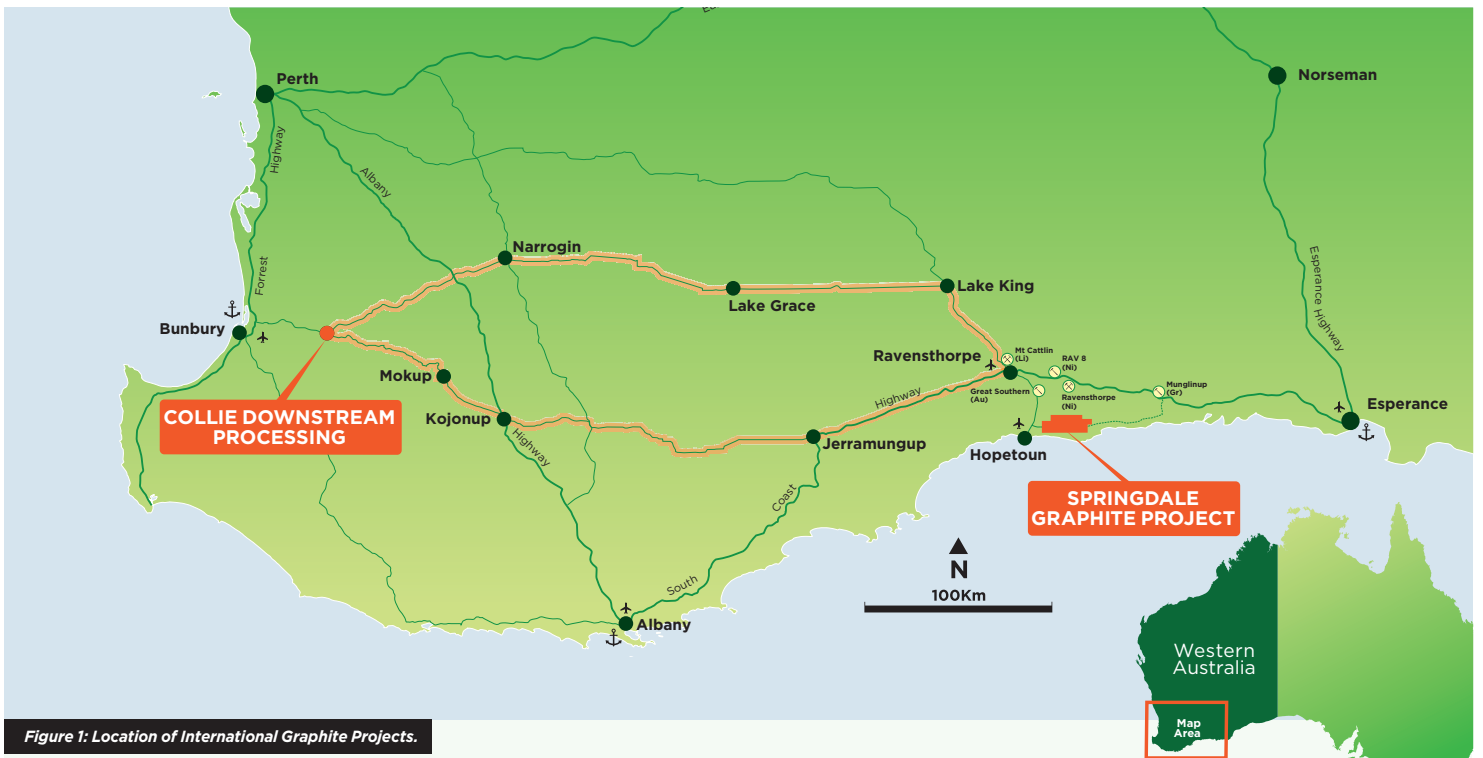 Perth
Norseman
Highway
Albany
Narrogin
Forrest
Esperance Highway
Lake King
Lake Grace
Bunbury
Ravensthorpe
Mt Cattlin
(Li)
RAV 8
(Ni)
Mokup
Highway
Great Southern
(Au)
Ravensthorpe
(Ni)
Munglinup
(Gr)
Esperance
COLLIE DOWNSTREAM
PROCESSING
Kojonup
Highway
Jerramungup
Hopetoun
Coast
SPRINGDALE
GRAPHITE PROJECT
South
N
100Km
Albany
Western
Australia
Map
Area
Figure 1: Location of International Graphite Projects.